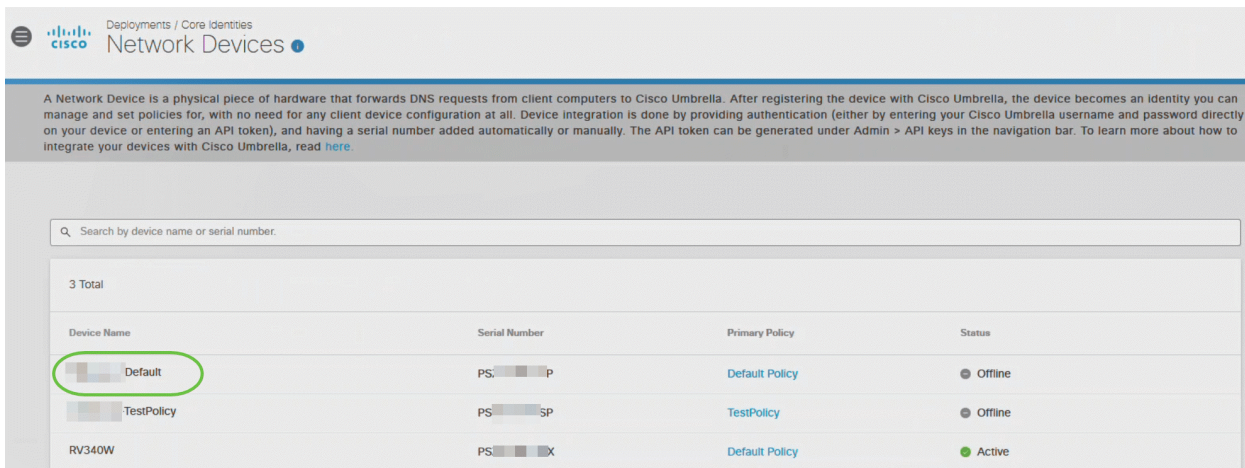 Deployments / Core Identities
cisco
Network Devices
A Network Device is a physical piece of hardware that forwards DNS requests from client computers to Cisco Umbrella. After registering the device with Cisco Umbrella, the device becomes an identity you can
manage and set policies for, with no need for any client device configuration at all. Device integration is done by providing authentication (either by entering your Cisco Umbrella username and password directly
on your device or entering an API token), and having a serial number added automatically or manually. The API token can be generated under Admin > API keys in the navigation bar. To learn more about how to
integrate your devices with Cisco Umbrella, read here.
Search by device name or serial number.
3 Total
Device Name Serial Number Primary Policy Status
Default Default Policy Offline
TestPolicy TestPolicy Offline
RV340W Default Policy Active